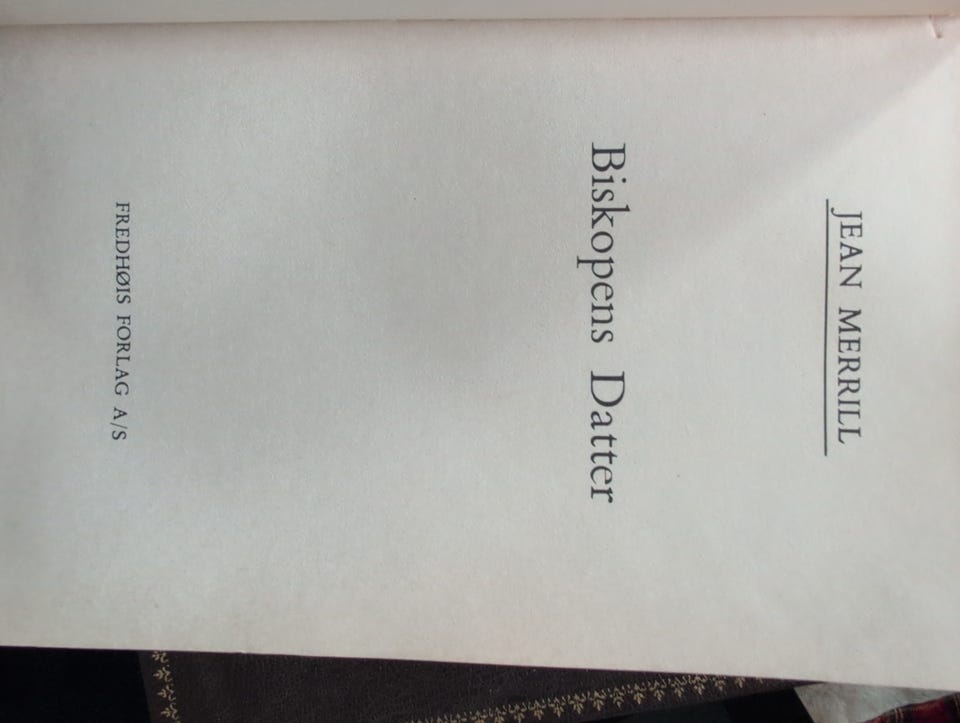 JEAN MERRILL
Biskopens Datter
FREDHØIS FORLAG A/S